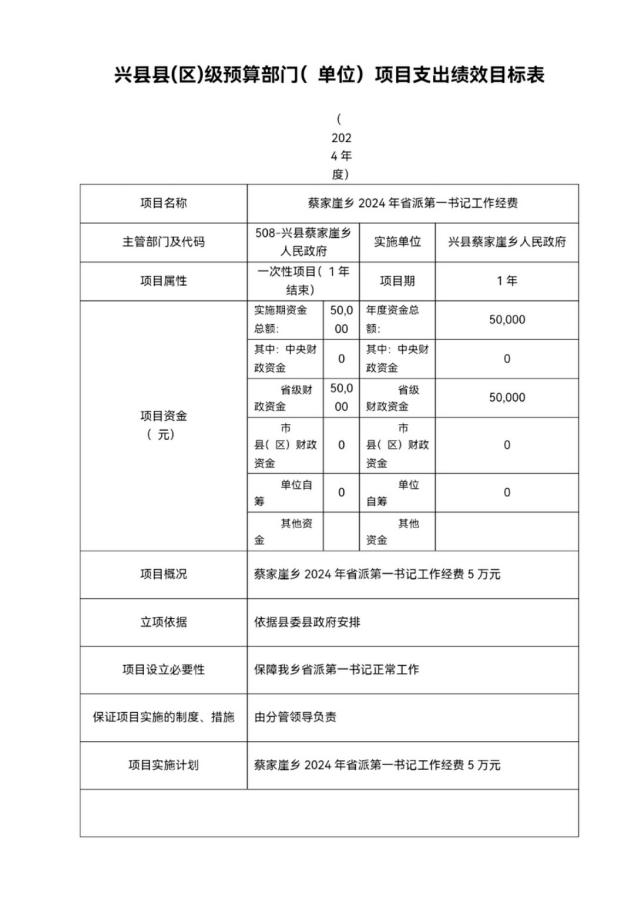 兴县县(区)级预算部门( 单位) 项目支出绩效目标表
(
202
4 年
度)
项目名称
蔡家崖乡 2024 年省派第一书记工作经费
主管部门及代码
508-兴县蔡家崖乡
人民政府
实施单位
兴县蔡家崖乡人民政府
项目属性
一次性项目( 1 年
结束)
项目期
1 年
项目资金
( 元)
实施期资金
总额:
50,0
00
年度资金总
额:
50,000
其中: 中央财
政资金
0
其中: 中央财
政资金
0
省级财
政资金
50,0
00
省级
财政资金
50,000
市
县( 区) 财政
资金
0
市
县( 区) 财政
资金
0
单位自
筹
0
单位
自筹
0
其他资
金
其他
资金
项目概况
蔡家崖乡 2024 年省派第一书记工作经费 5 万元
立项依据
依据县委县政府安排
项目设立必要性
保障我乡省派第一书记正常工作
保证项目实施的制度、措施
由分管领导负责
项目实施计划
蔡家崖乡 2024 年省派第一书记工作经费 5 万元